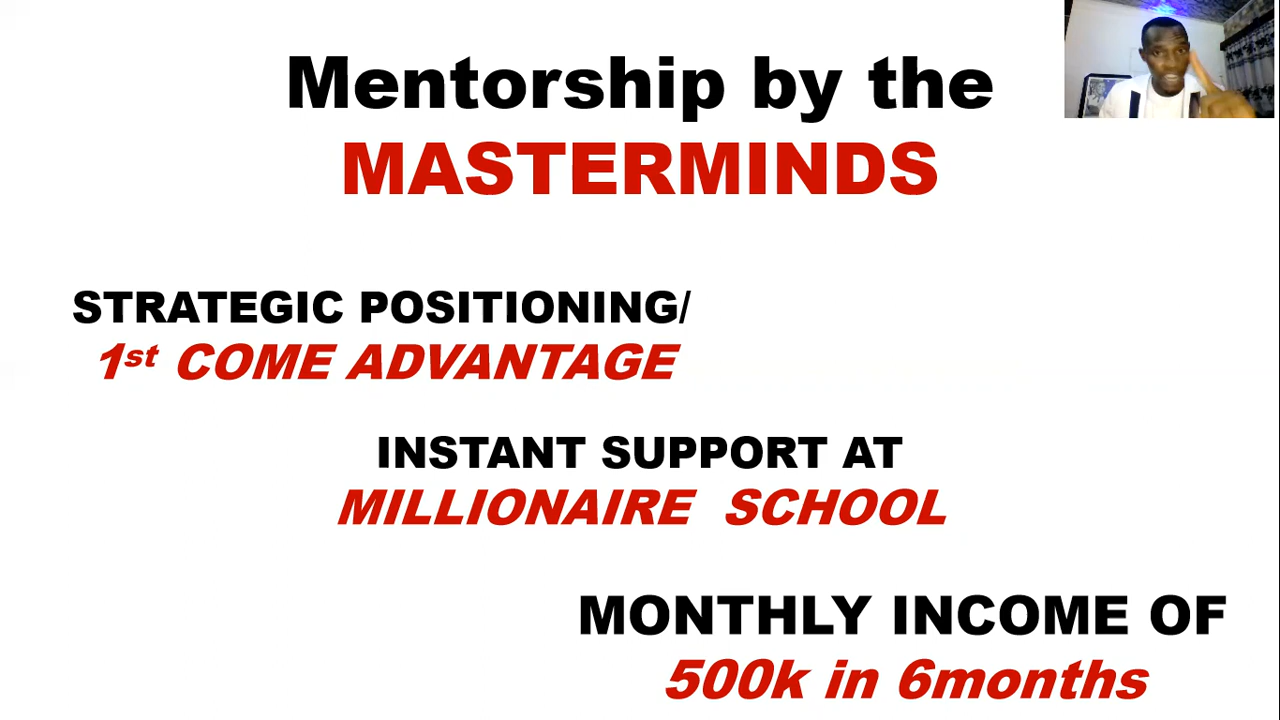 Mentorship by the
MASTERMINDS
STRATEGIC POSITIONING/
1st COME ADVANTAGE
INSTANT SUPPORT AT
MILLIONAIRE SCHOOL
MONTHLY INCOME OF
500k in 6months